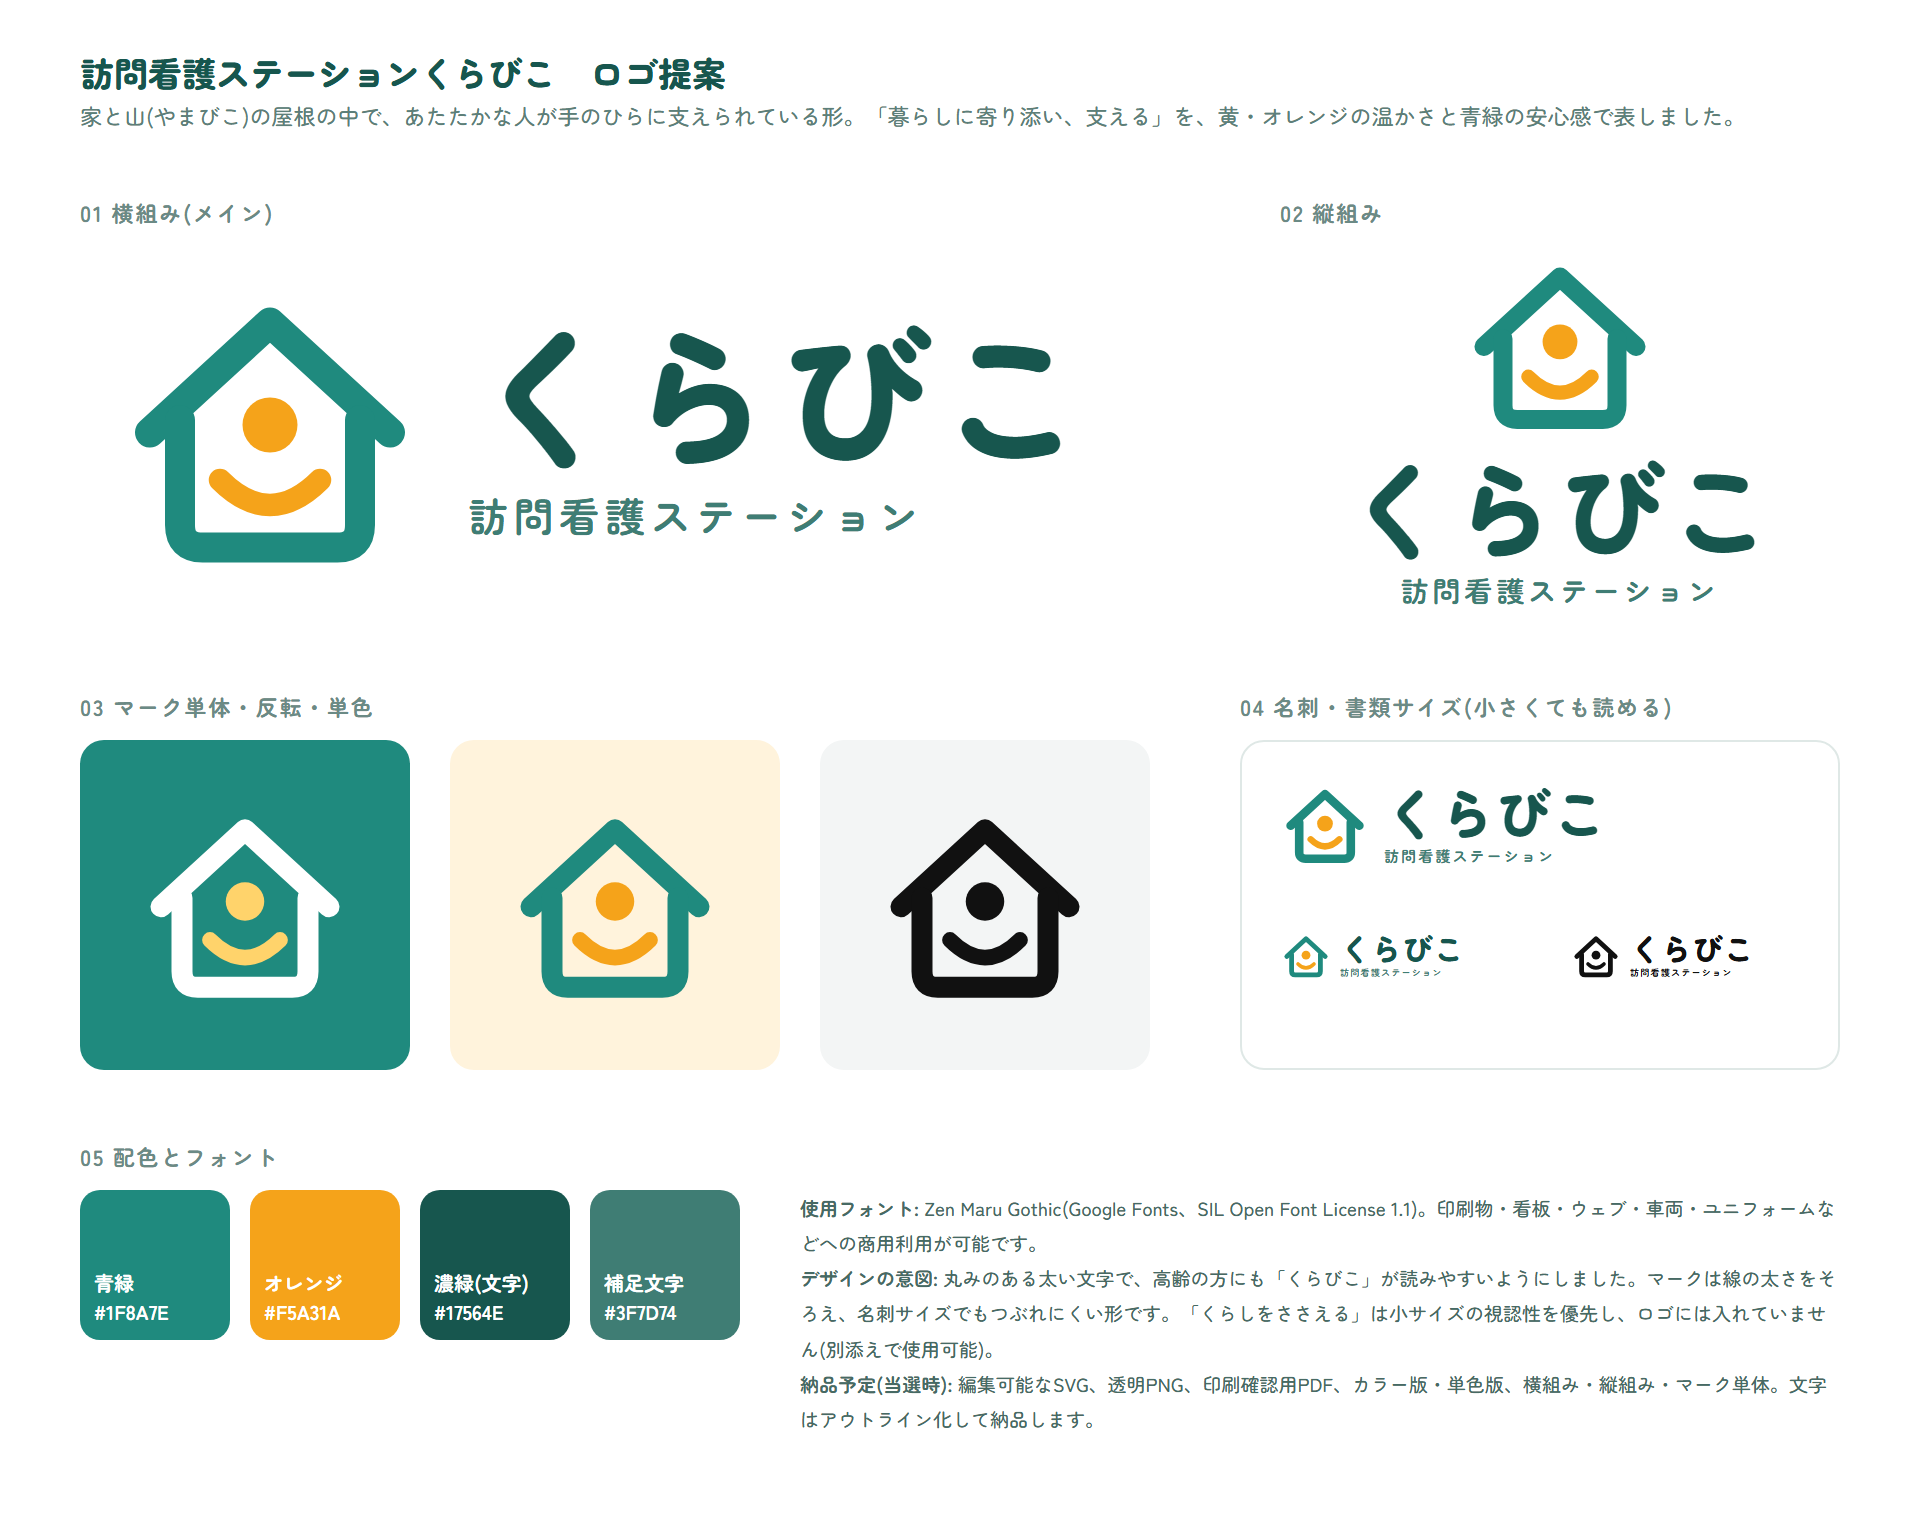 訪問看護ステーションくらびこ　ロゴ提案
家と山(やまびこ)の屋根の中で、あたたかな人が手のひらに支えられている形。「暮らしに寄り添い、支える」を、黄・オレンジの温かさと青緑の安心感で表しました。
01 横組み(メイン)
くらびこ
訪問看護ステーション
02 縦組み
くらびこ
訪問看護ステーション
03 マーク単体・反転・単色
04 名刺・書類サイズ(小さくても読める)
くらびこ
訪問看護ステーション
くらびこ
訪問看護ステーション
くらびこ
訪問看護ステーション
05 配色とフォント
青緑
#1F8A7E
オレンジ
#F5A31A
濃緑(文字)
#17564E
補足文字
#3F7D74
使用フォント: Zen Maru Gothic(Google Fonts、SIL Open Font License 1.1)。印刷物・看板・ウェブ・車両・ユニフォームな
どへの商用利用が可能です。
デザインの意図: 丸みのある太い文字で、高齢の方にも「くらびこ」が読みやすいようにしました。マークは線の太さをそ
ろえ、名刺サイズでもつぶれにくい形です。「くらしをささえる」は小サイズの視認性を優先し、ロゴには入れていませ
ん(別添えで使用可能)。
納品予定(当選時): 編集可能なSVG、透明PNG、印刷確認用PDF、カラー版・単色版、横組み・縦組み・マーク単体。文字
はアウトライン化して納品します。